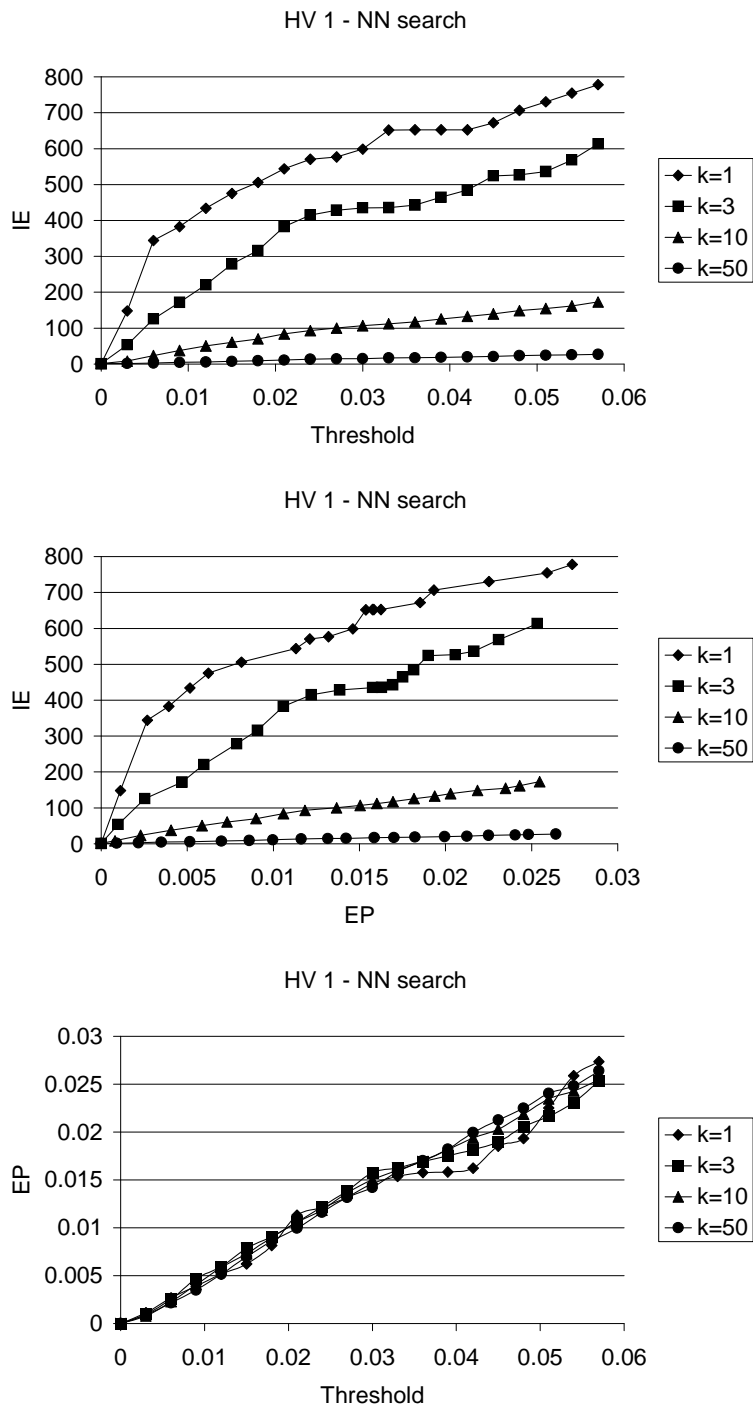 HV 1 - NN search
800
700
600
500
400
300
200
100
0
IE
0 0.01 0.02 0.03 0.04 0.05 0.06
Threshold
k=1
k=3
k=10
k=50
HV 1 - NN search
800
700
600
500
400
300
200
100
0
IE
0 0.005 0.01 0.015 0.02 0.025 0.03
EP
k=1
k=3
k=10
k=50
HV 1 - NN search
0.03
0.025
0.02
0.015
0.01
0.005
0
EP
0 0.01 0.02 0.03 0.04 0.05 0.06
Threshold
k=1
k=3
k=10
k=50